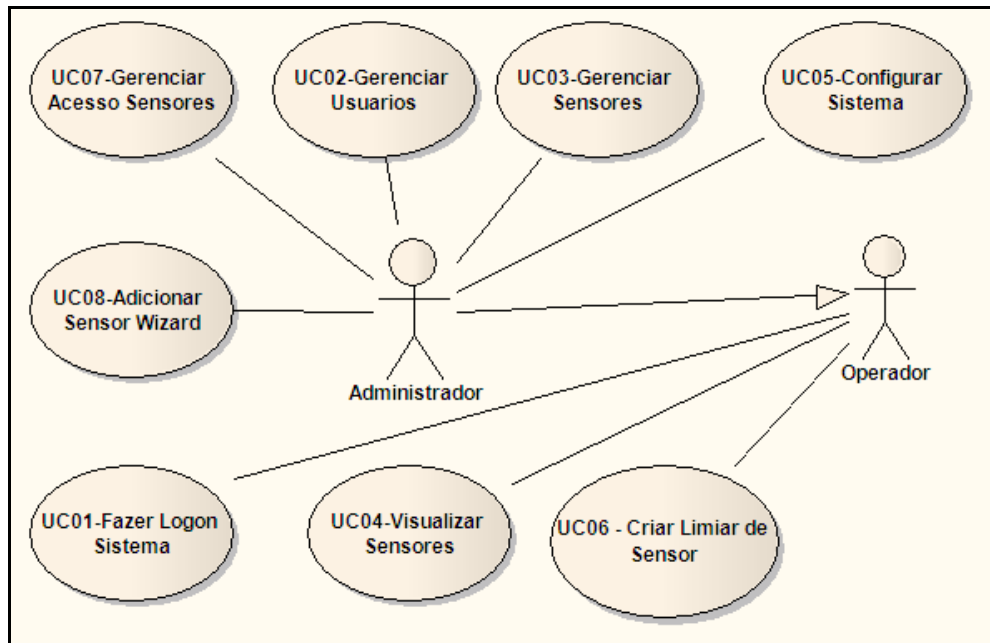 UC07-Gerenciar
Acesso Sensores
UC02-Gerenciar
Usuarios
UC03-Gerenciar
Sensores
UC05-Configurar
Sistema
UC08-Adicionar
Sensor Wizard
Administrador
Operador
UC01-Fazer Logon
Sistema
UC04-Visualizar
Sensores
UC06 - Criar Limiar de
Sensor